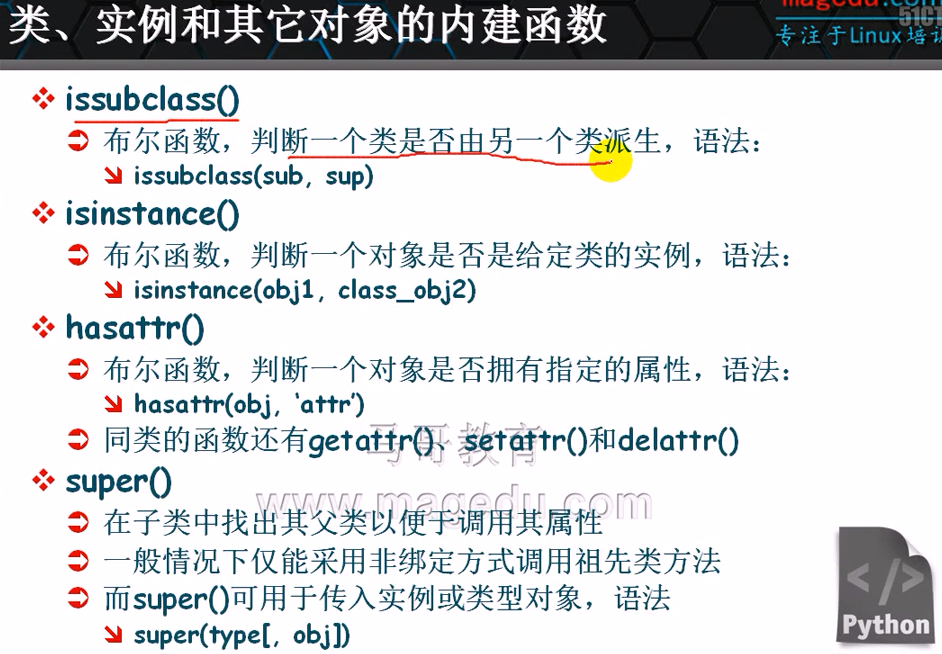 类、实例和其它对象的内建函数
magedu.com
51CT
专注于Linux培训
issubclass()
布尔函数，判断一个类是否由另一个类派生，语法：
issubclass(sub, sup)
isinstance()
布尔函数，判断一个对象是否是给定类的实例，语法：
isinstance(obj1, class_obj2)
hasattr()
布尔函数，判断一个对象是否拥有指定的属性，语法：
hasattr(obj, ‘attr’)
同类的函数还有getattr()、setattr()和delattr()
马哥教育
super()
www.magedu.com
在子类中找出其父类以便于调用其属性
一般情况下仅能采用非绑定方式调用祖先类方法
而super()可用于传入实例或类型对象，语法
super(type[, obj])
</>
Python